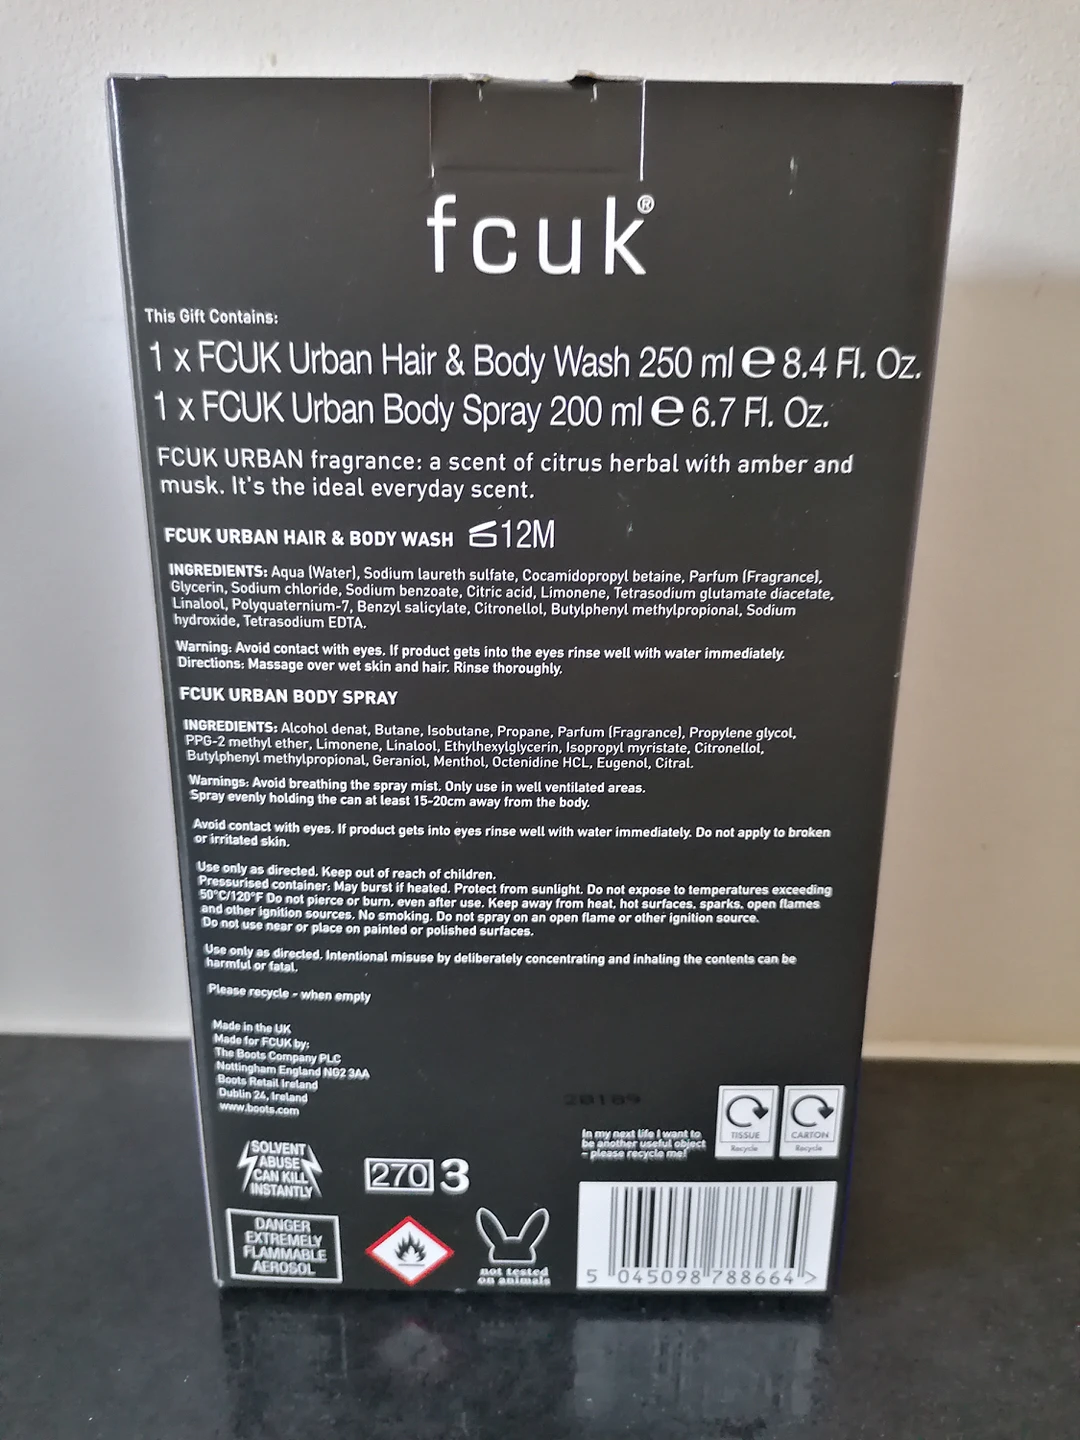 fcuk®
This Gift Contains:
1 x FCUK Urban Hair & Body Wash 250 ml ℮ 8.4 Fl. Oz.
1 x FCUK Urban Body Spray 200 ml ℮ 6.7 Fl. Oz.
FCUK URBAN fragrance: a scent of citrus herbal with amber and
musk. It's the ideal everyday scent.
FCUK URBAN HAIR & BODY WASH 12M
INGREDIENTS: Aqua (Water), Sodium laureth sulfate, Cocamidopropyl betaine, Parfum (Fragrance),
Glycerin, Sodium chloride, Sodium benzoate, Citric acid, Limonene, Tetrasodium glutamate diacetate,
Linalool, Polyquaternium-7, Benzyl salicylate, Citronellol, Butylphenyl methylpropional, Sodium
hydroxide, Tetrasodium EDTA.
Warning: Avoid contact with eyes. If product gets into the eyes rinse well with water immediately.
Directions: Massage over wet skin and hair. Rinse thoroughly.
FCUK URBAN BODY SPRAY
INGREDIENTS: Alcohol denat, Butane, Isobutane, Propane, Parfum (Fragrance), Propylene glycol,
PPG-2 methyl ether, Limonene, Linalool, Ethylhexylglycerin, Isopropyl myristate, Citronellol,
Butylphenyl methylpropional, Geraniol, Menthol, Octenidine HCL, Eugenol, Citral.
Warnings: Avoid breathing the spray mist. Only use in well ventilated areas.
Spray evenly holding the can at least 15-20cm away from the body.
Avoid contact with eyes. If product gets into eyes rinse well with water immediately. Do not apply to broken
or irritated skin.
Use only as directed. Keep out of reach of children.
Pressurised container: May burst if heated. Protect from sunlight. Do not expose to temperatures exceeding
50°C/120°F Do not pierce or burn, even after use. Keep away from heat, hot surfaces, sparks, open flames
and other ignition sources. No smoking. Do not spray on an open flame or other ignition source.
Do not use near or place on painted or polished surfaces.
Use only as directed. Intentional misuse by deliberately concentrating and inhaling the contents can be
harmful or fatal.
Please recycle - when empty
Made in the UK
Made for FCUK by:
The Boots Company PLC
Nottingham England NG2 3AA
Boots Retail Ireland
Dublin 24, Ireland
www.boots.com
20189
In my next life I want to
be another useful object
- please recycle me!
TISSUE
Recycle
CARTON
Recycle
SOLVENT
ABUSE
CAN KILL
INSTANTLY
270 3
DANGER
EXTREMELY
FLAMMABLE
AEROSOL
not tested
on animals
5 045098 788664 >